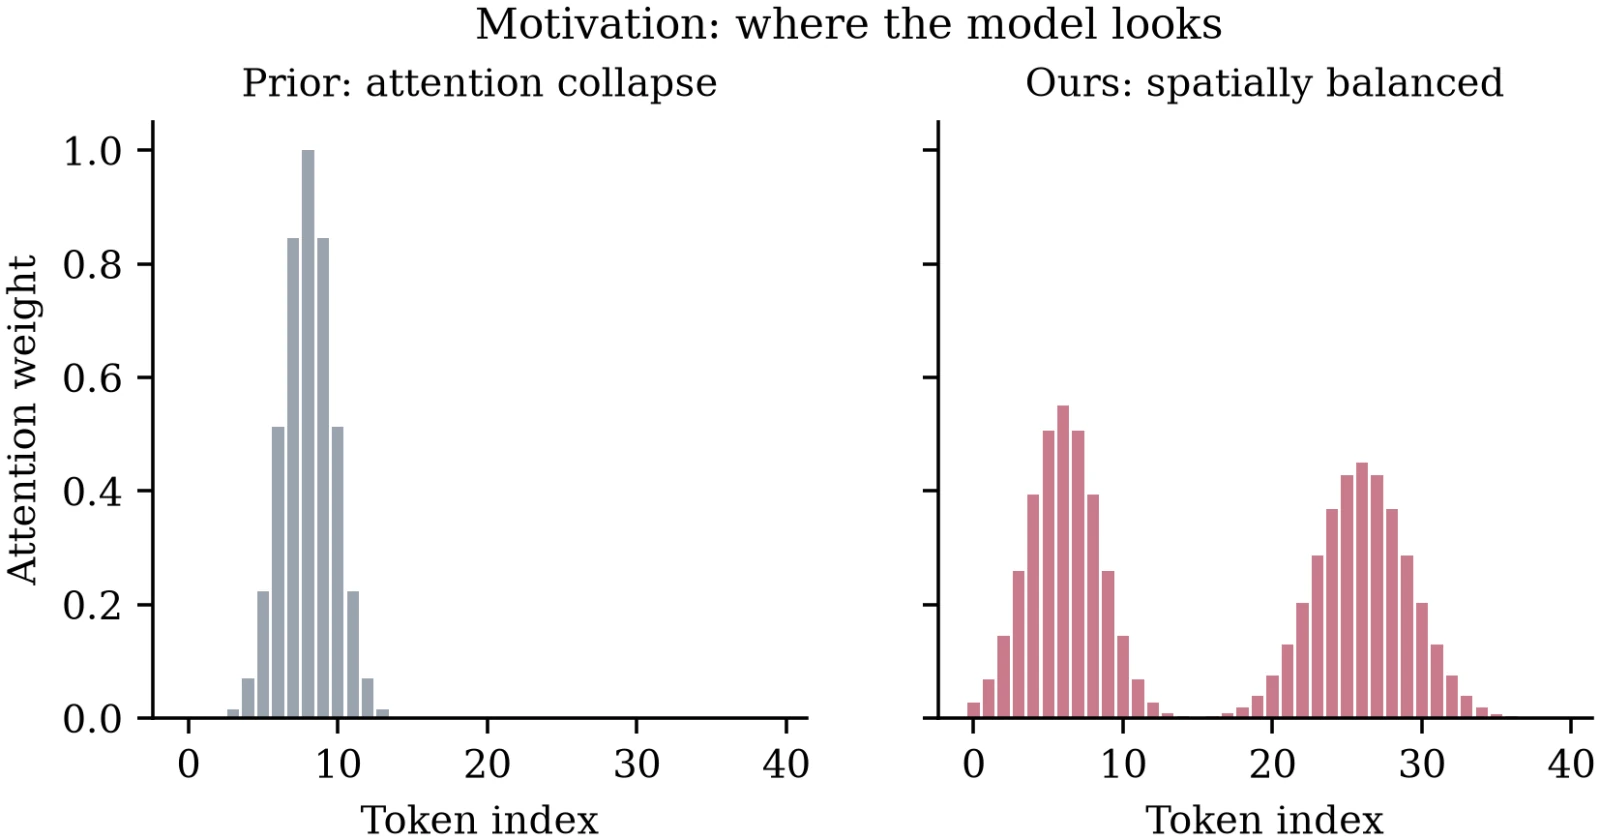 Motivation: where the model looks
Prior: attention collapse
Attention weight
1.0
0.8
0.6
0.4
0.2
0.0
0 10 20 30 40
Token index
Ours: spatially balanced
0 10 20 30 40
Token index